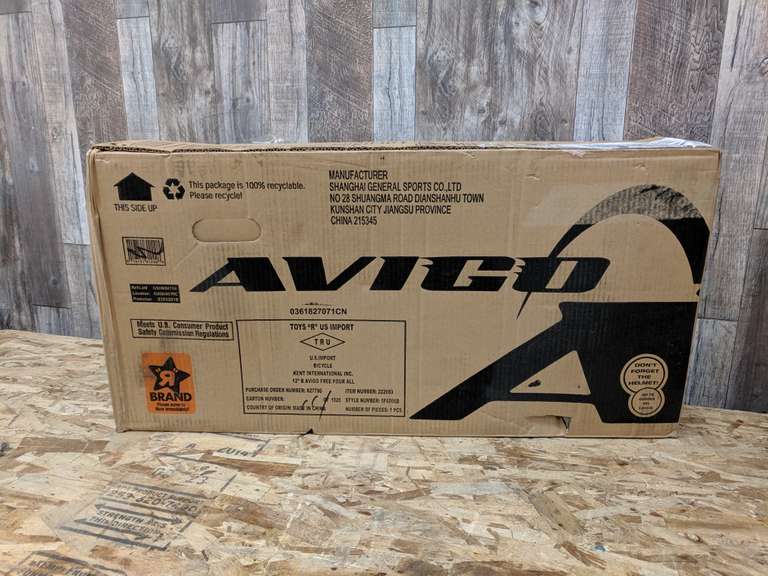 THIS SIDE UP
This package is 100% recyclable.
Please recycle!
MANUFACTURER
SHANGHAI GENERAL SPORTS CO.,LTD
NO 28 SHUANGMA ROAD DIANSHANHU TOWN
KUNSHAN CITY JIANGSU PROVINCE
CHINA 215345
AVIGO
0361827071CN
Meets U.S. Consumer Product
Safety Commission Regulations
TOYS "R" US IMPORT
TRU
U.S.IMPORT
BICYCLE
KENT INTERNATIONAL INC.
12" B AVIGO FREE FOUR ALL
PURCHASE ORDER NUMBER:
ITEM NUMBER:
COUNTRY OF ORIGIN: MADE IN CHINA
STYLE NUMBER:
NUMBER OF PIECES: 1 PCS
R
BRAND
DON'T
FORGET
THE
HELMET!
A